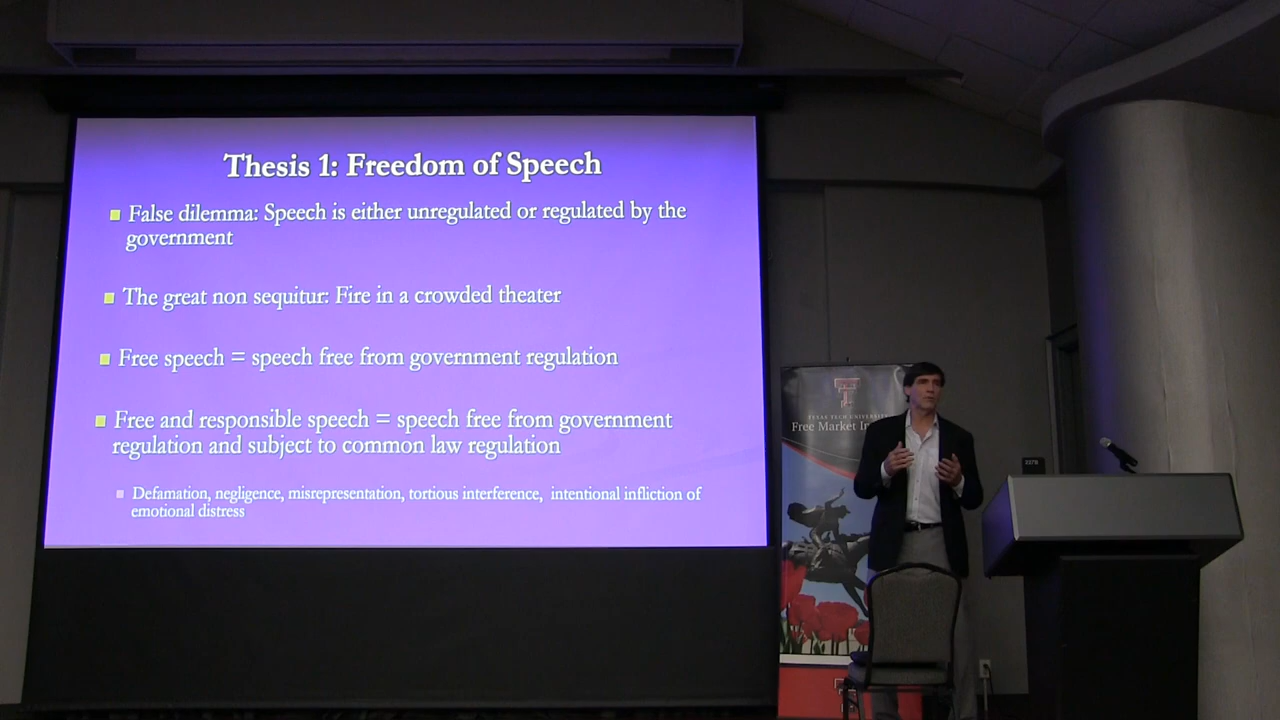 Thesis 1: Freedom of Speech
False dilemma: Speech is either unregulated or regulated by the
government
The great non sequitur: Fire in a crowded theater
Free speech = speech free from government regulation
Free and responsible speech = speech free from government
regulation and subject to common law regulation
Defamation, negligence, misrepresentation, tortious interference, intentional infliction of
emotional distress
TEXAS TECH UNIVERSITY
Free Market